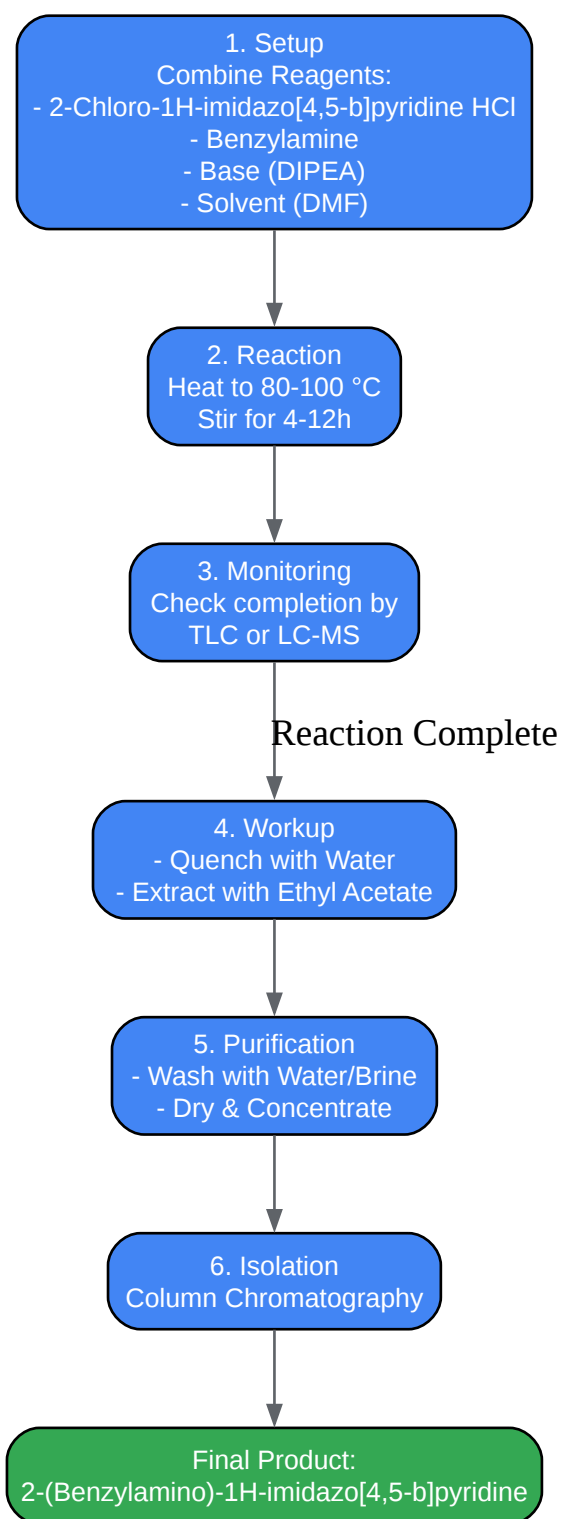 1. Setup
Combine Reagents:
- 2-Chloro-1H-imidazo[4,5-b]pyridine HCl
- Benzylamine
- Base (DIPEA)
- Solvent (DMF)
2. Reaction
Heat to 80-100 °C
Stir for 4-12h
3. Monitoring
Check completion by
TLC or LC-MS
Reaction Complete
4. Workup
- Quench with Water
- Extract with Ethyl Acetate
5. Purification
- Wash with Water/Brine
- Dry & Concentrate
6. Isolation
Column Chromatography
Final Product:
2-(Benzylamino)-1H-imidazo[4,5-b]pyridine